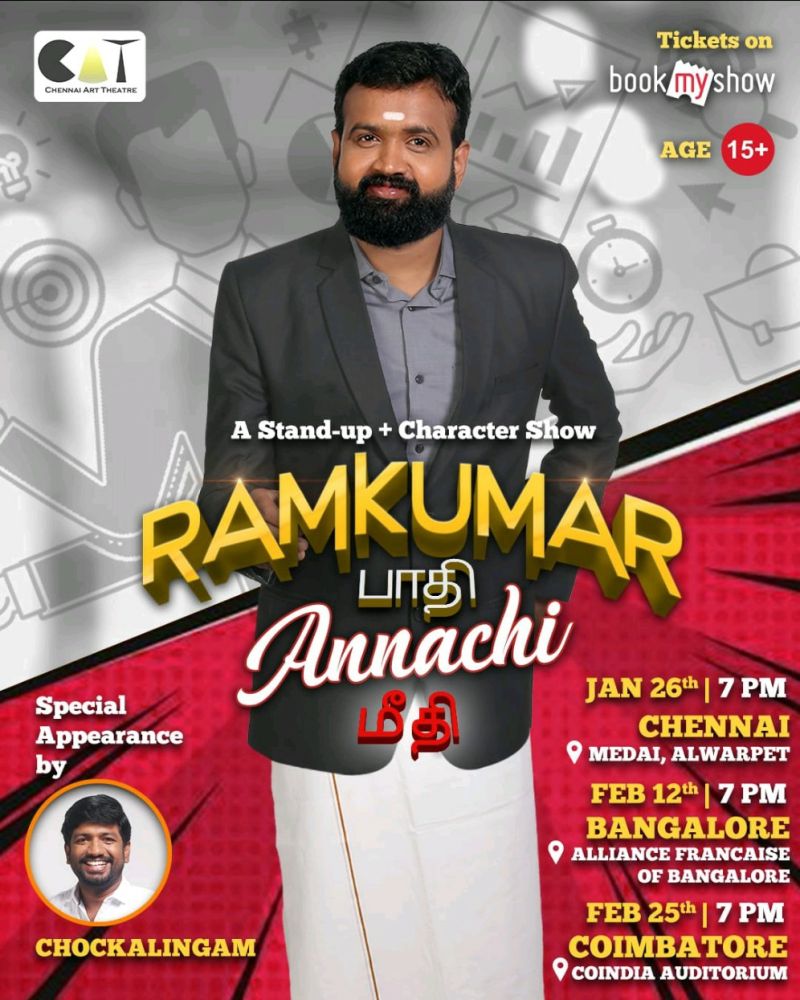 CAT
CHENNAI ART THEATRE
Tickets on
bookmyshow
AGE 15+
A Stand-up + Character Show
RAMKUMAR
பாதி
Annachi
மீதி
Special
Appearance
by
CHOCKALINGAM
JAN 26th | 7 PM
CHENNAI
MEDAI, ALWARPET
FEB 12th | 7 PM
BANGALORE
ALLIANCE FRANCAISE
OF BANGALORE
FEB 25th | 7 PM
COIMBATORE
COINDIA AUDITORIUM